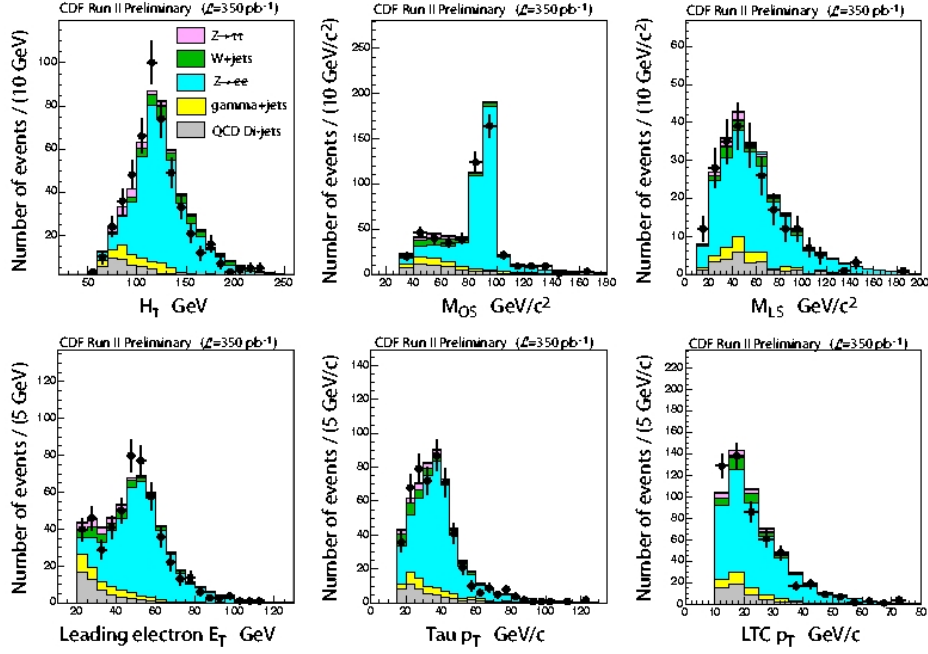 CDF Run II Preliminary (ℒ=350 pb-1)
Number of events / (10 GeV)
100
80
60
40
20
Z→ττ
W+jets
Z→ee
gamma+jets
QCD Di-jets
50 100 150 200 250
HT GeV
CDF Run II Preliminary (ℒ=350 pb-1)
Number of events / (10 GeV/c2)
250
200
150
100
50
20 40 60 80 100 120 140 160 180
MOS GeV/c2
CDF Run II Preliminary (ℒ=350 pb-1)
Number of events / (10 GeV/c2)
60
50
40
30
20
10
20 40 60 80 100 120 140 160 180 200
MLS GeV/c2
CDF Run II Preliminary (ℒ=350 pb-1)
Number of events / (5 GeV)
120
100
80
60
40
20
0
20 40 60 80 100 120
Leading electron ET GeV
CDF Run II Preliminary (ℒ=350 pb-1)
Number of events / (5 GeV/c)
140
120
100
80
60
40
20
0
20 40 60 80 100 120
Tau pT GeV/c
CDF Run II Preliminary (ℒ=350 pb-1)
Number of events / (5 GeV/c)
220
200
180
160
140
120
100
80
60
40
20
0
0 10 20 30 40 50 60 70 80
LTC pT GeV/c